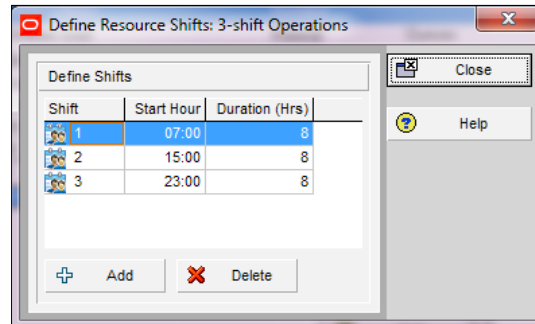 Define Resource Shifts: 3-shift Operations
Define Shifts
Shift Start Hour Duration (Hrs)
1 07:00 8
2 15:00 8
3 23:00 8
Add Delete
Close
Help